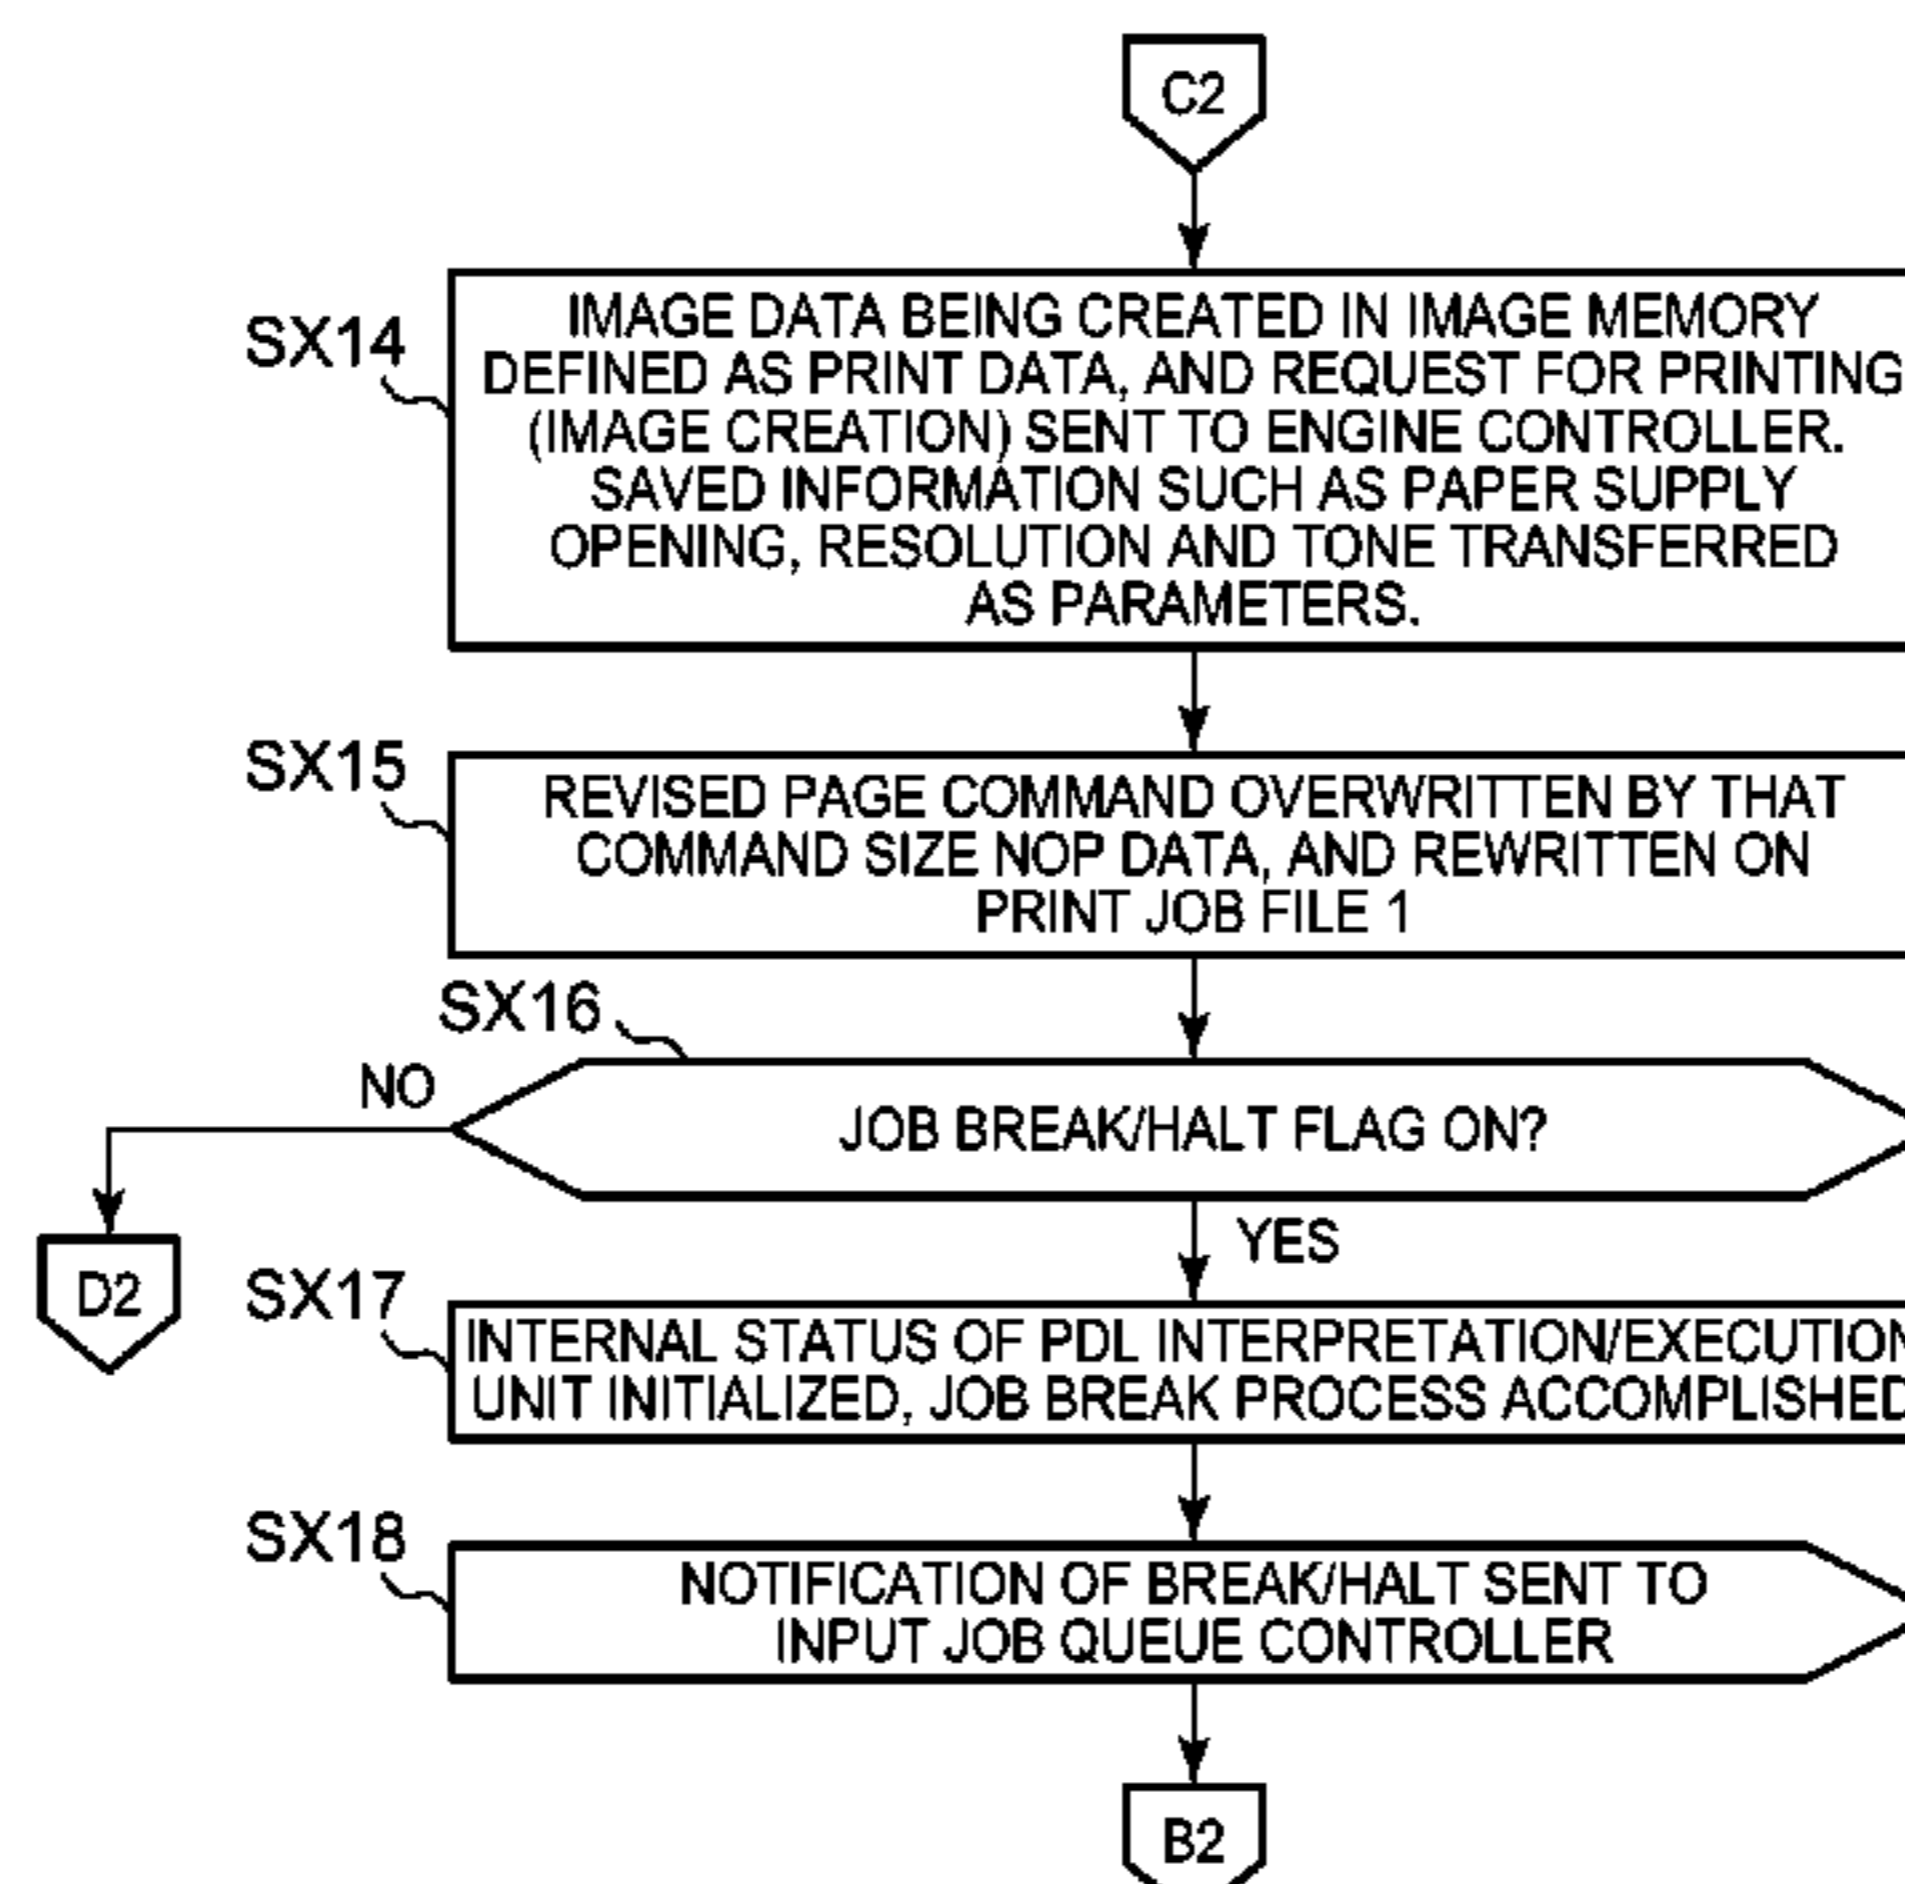 C2
SX14
IMAGE DATA BEING CREATED IN IMAGE MEMORY
DEFINED AS PRINT DATA, AND REQUEST FOR PRINTING
(IMAGE CREATION) SENT TO ENGINE CONTROLLER.
SAVED INFORMATION SUCH AS PAPER SUPPLY
OPENING, RESOLUTION AND TONE TRANSFERRED
AS PARAMETERS.
SX15
REVISED PAGE COMMAND OVERWRITTEN BY THAT
COMMAND SIZE NOP DATA, AND REWRITTEN ON
PRINT JOB FILE 1
SX16
NO
JOB BREAK/HALT FLAG ON?
YES
D2
SX17
INTERNAL STATUS OF PDL INTERPRETATION/EXECUTION
UNIT INITIALIZED, JOB BREAK PROCESS ACCOMPLISHED
SX18
NOTIFICATION OF BREAK/HALT SENT TO
INPUT JOB QUEUE CONTROLLER
B2